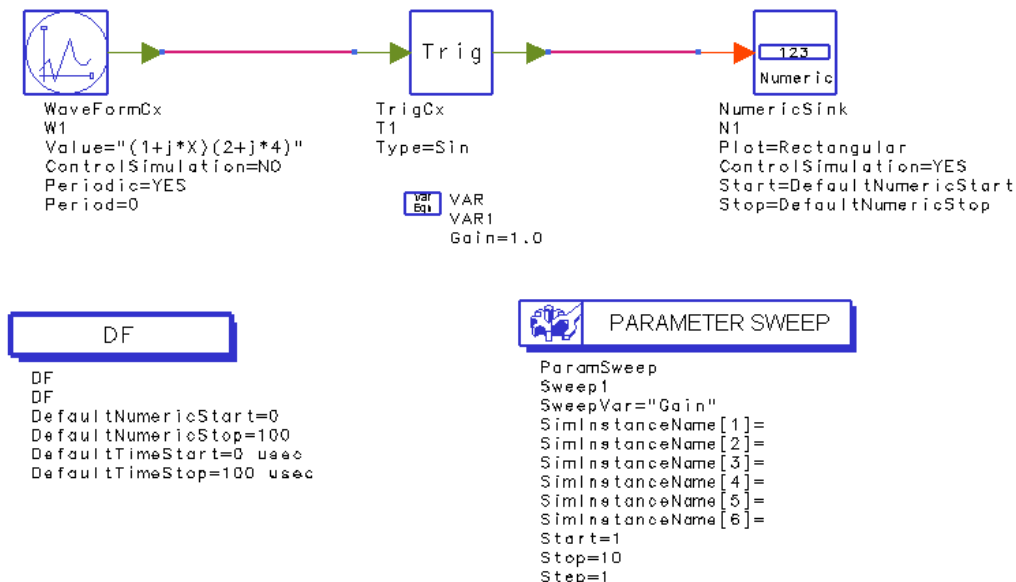 Trig
123
Numeric
WaveFormCx
W1
Value="(1+j*X)(2+j*4)"
ControlSimulation=NO
Periodic=YES
Period=0
TrigCx
T1
Type=Sin
NumericSink
N1
Plot=Rectangular
ControlSimulation=YES
Start=DefaultNumericStart
Stop=DefaultNumericStop
Var
Eqn
VAR
VAR1
Gain=1.0
DF
DF
DF
DefaultNumericStart=0
DefaultNumericStop=100
DefaultTimeStart=0 usec
DefaultTimeStop=100 usec
PARAMETER SWEEP
ParamSweep
Sweep1
SweepVar="Gain"
SimInstanceName[1]=
SimInstanceName[2]=
SimInstanceName[3]=
SimInstanceName[4]=
SimInstanceName[5]=
SimInstanceName[6]=
Start=1
Stop=10
Step=1